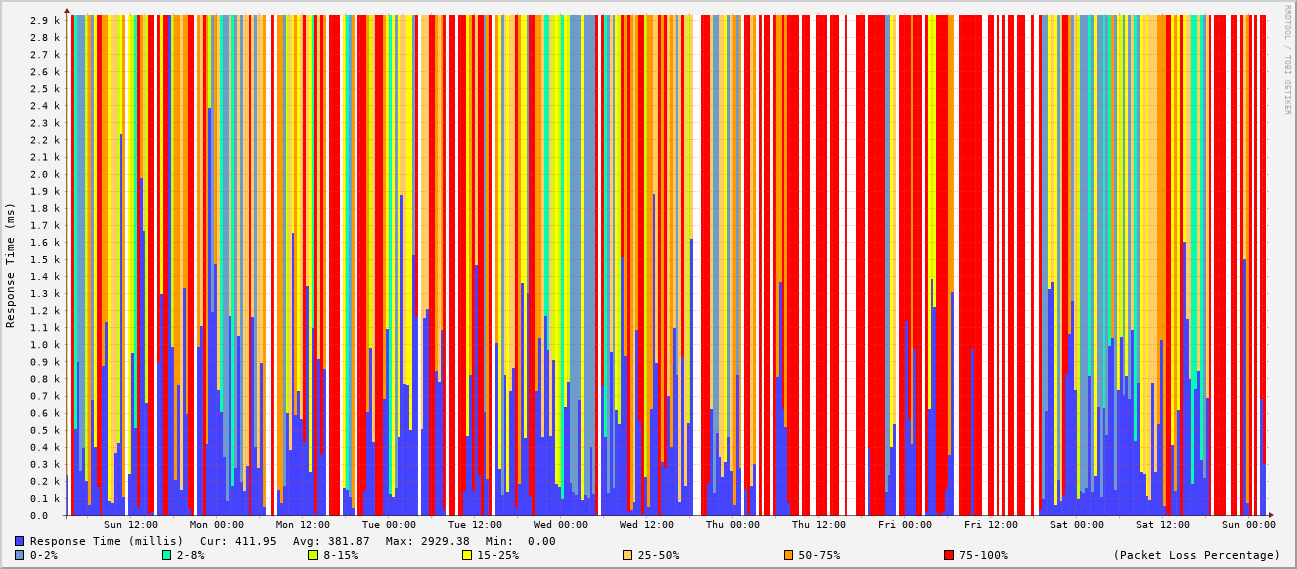 2.9 k
2.8 k
2.7 k
2.6 k
2.5 k
2.4 k
2.3 k
2.2 k
2.1 k
2.0 k
1.9 k
1.8 k
1.7 k
1.6 k
1.5 k
1.4 k
1.3 k
1.2 k
1.1 k
1.0 k
0.9 k
0.8 k
0.7 k
0.6 k
0.5 k
0.4 k
0.3 k
0.2 k
0.1 k
0.0
Response Time (ms)
RRDTOOL / TOBI OETIKER
Sun 12:00 Mon 00:00 Mon 12:00 Tue 00:00 Tue 12:00 Wed 00:00 Wed 12:00 Thu 00:00 Thu 12:00 Fri 00:00 Fri 12:00 Sat 00:00 Sat 12:00 Sun 00:00
Response Time (millis) Cur: 411.95 Avg: 381.87 Max: 2929.38 Min: 0.00
0-2% 2-8% 8-15% 15-25% 25-50% 50-75% 75-100% (Packet Loss Percentage)